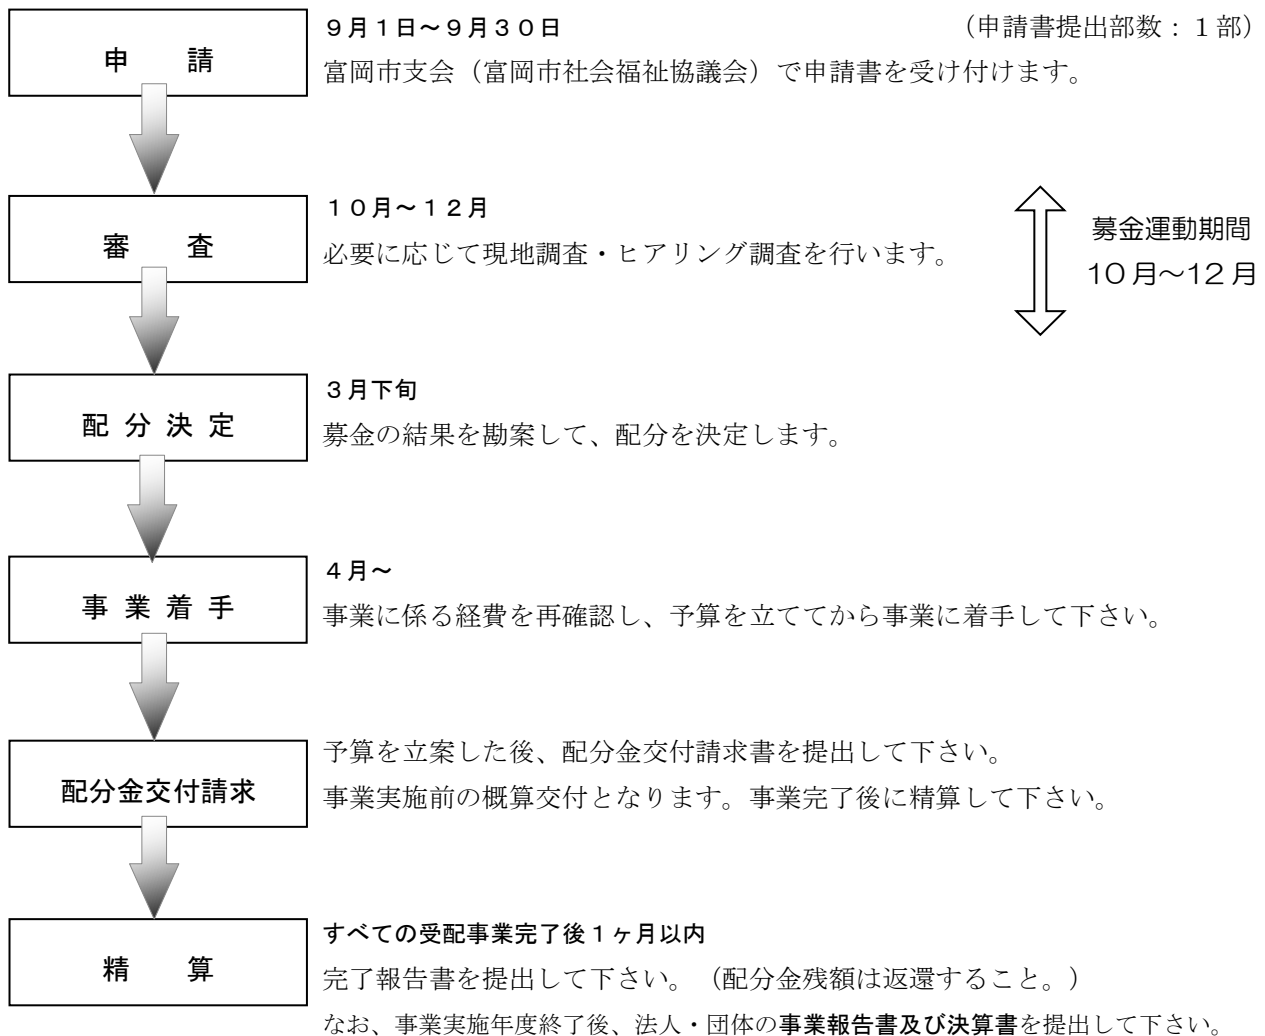 申　　請
９月１日～９月３０日　（申請書提出部数：１部）
富岡市支会（富岡市社会福祉協議会）で申請書を受け付けます。
審　　査
１０月～１２月
必要に応じて現地調査・ヒアリング調査を行います。
募金運動期間
10月～12月
配 分 決 定
３月下旬
募金の結果を勘案して、配分を決定します。
事 業 着 手
４月～
事業に係る経費を再確認し、予算を立ててから事業に着手して下さい。
配分金交付請求
予算を立案した後、配分金交付請求書を提出して下さい。
事業実施前の概算交付となります。事業完了後に精算して下さい。
精　　算
すべての受配事業完了後１ヶ月以内
完了報告書を提出して下さい。（配分金残額は返還すること。）
なお、事業実施年度終了後、法人・団体の事業報告書及び決算書を提出して下さい。